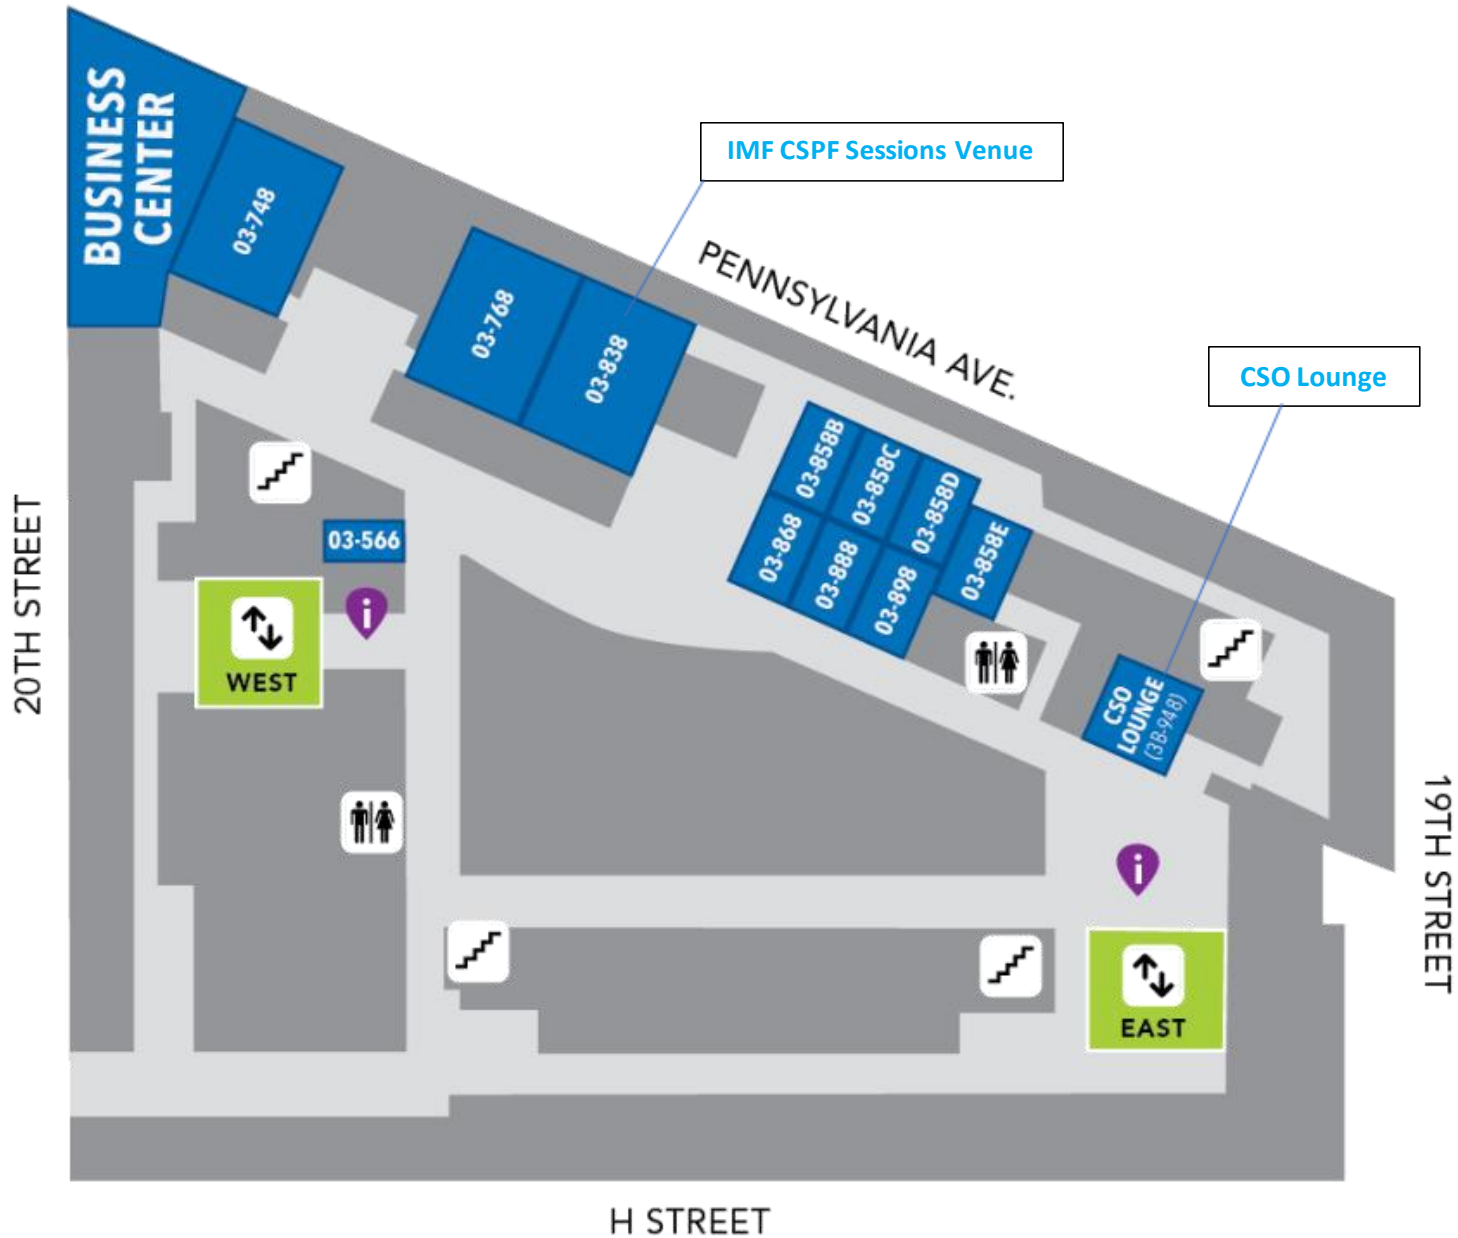 BUSINESS
CENTER
03-748
IMF CSPF Sessions Venue
03-768
03-838
PENNSYLVANIA AVE.
CSO Lounge
03-858B
03-858C
03-858D
03-858E
03-868
03-888
03-898
20TH STREET
03-566
i
WEST
CSO
LOUNGE
(3B-948)
19TH STREET
i
EAST
H STREET